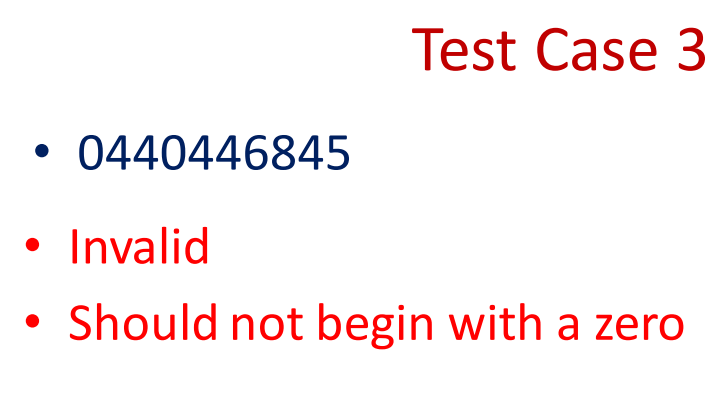 Test Case 3
• 0440446845
• Invalid
• Should not begin with a zero